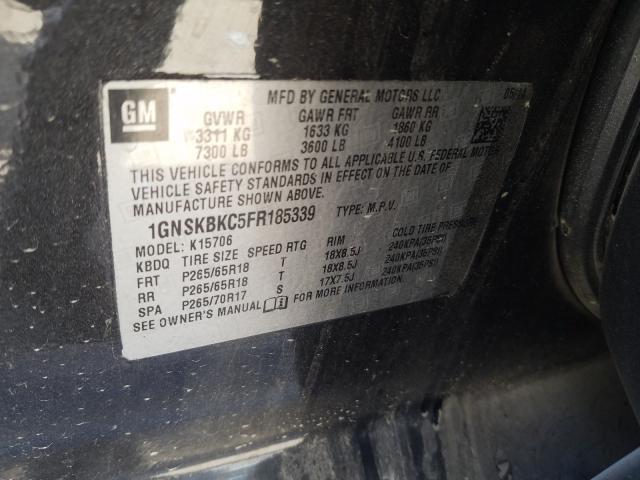 GM
MFD BY GENERAL MOTORS LLC 05/14
GVWR GAWR FRT GAWR RR
3311 KG 1633 KG 1860 KG
7300 LB 3600 LB 4100 LB
THIS VEHICLE CONFORMS TO ALL APPLICABLE U.S. FEDERAL MOTOR
VEHICLE SAFETY STANDARDS IN EFFECT ON THE DATE OF
MANUFACTURE SHOWN ABOVE.
1GNSKBKC5FR185339 TYPE: M.P.V.
MODEL: K15706
KBDQ TIRE SIZE SPEED RTG RIM COLD TIRE PRESSURE
FRT P265/65R18 T 18X8.5J 240KPA(35PSI)
RR P265/65R18 T 18X8.5J 240KPA(35PSI)
SPA P265/70R17 S 17X7.5J 240KPA(35PSI)
SEE OWNER'S MANUAL FOR MORE INFORMATION.